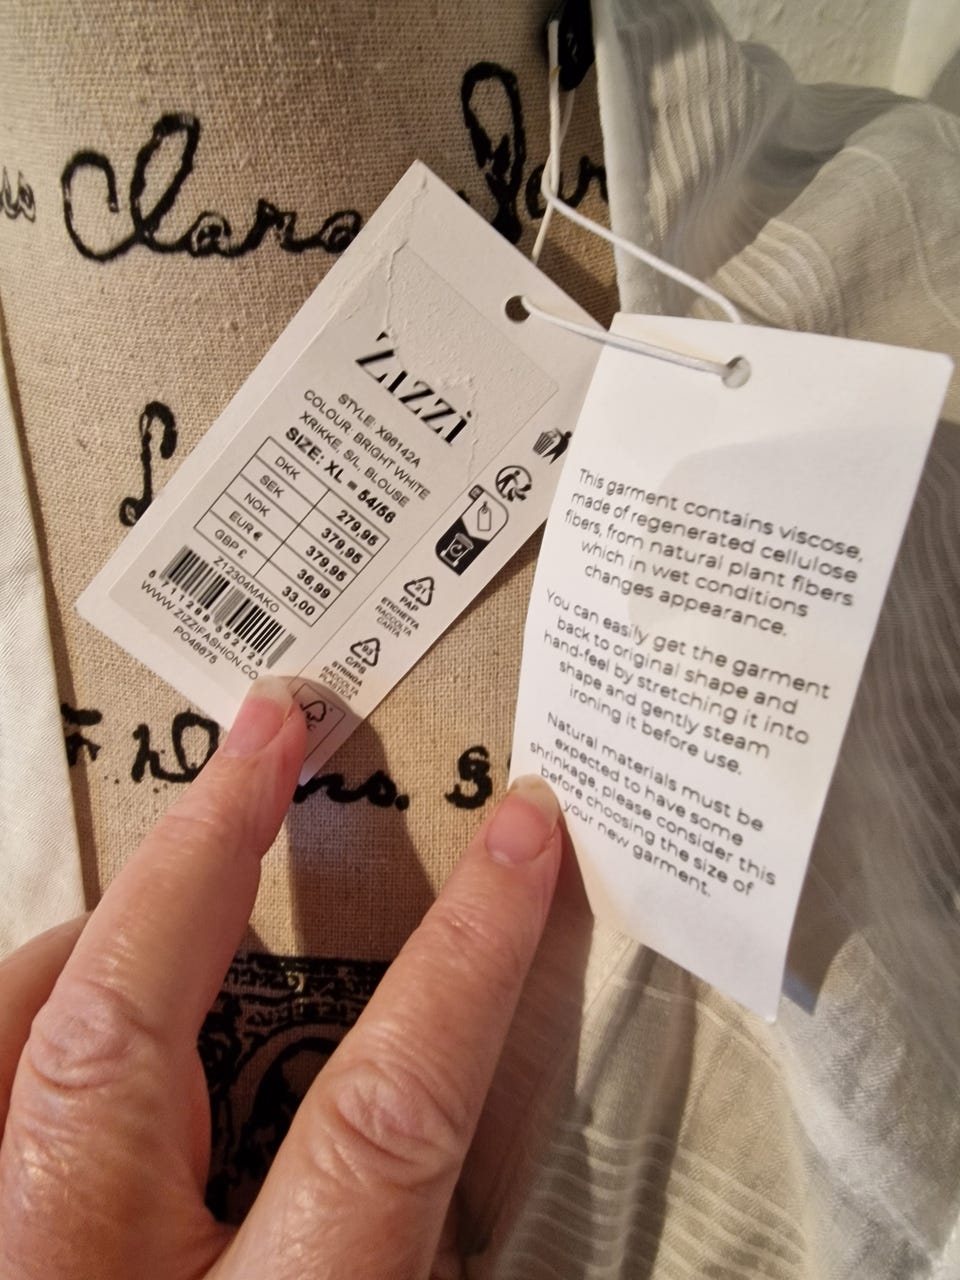 Clara
Zizzi
STYLE: X96142A
COLOUR: BRIGHT WHITE
XRIKKE, S/L, BLOUSE
SIZE: XL = 54/56
DKK 279,95
SEK 379,95
NOK 379,95
EUR € 36,99
GBP £ 33.00
Z12304MAKO
WWW.ZIZZIFASHION.CO
21
PAP
ETICHETTA
RACCOLTA
CARTA
C/PS
STRINGA
RACCOLTA
This garment contains viscose,
made of regenerated cellulose
fibers, from natural plant fibers
which in wet conditions
changes appearance.
You can easily get the garment
back to original shape and
hand-feel by stretching it into
shape and gently steam
ironing it before use.
Natural materials must be
expected to have some
shrinkage, please consider this
before choosing the size of
your new garment.